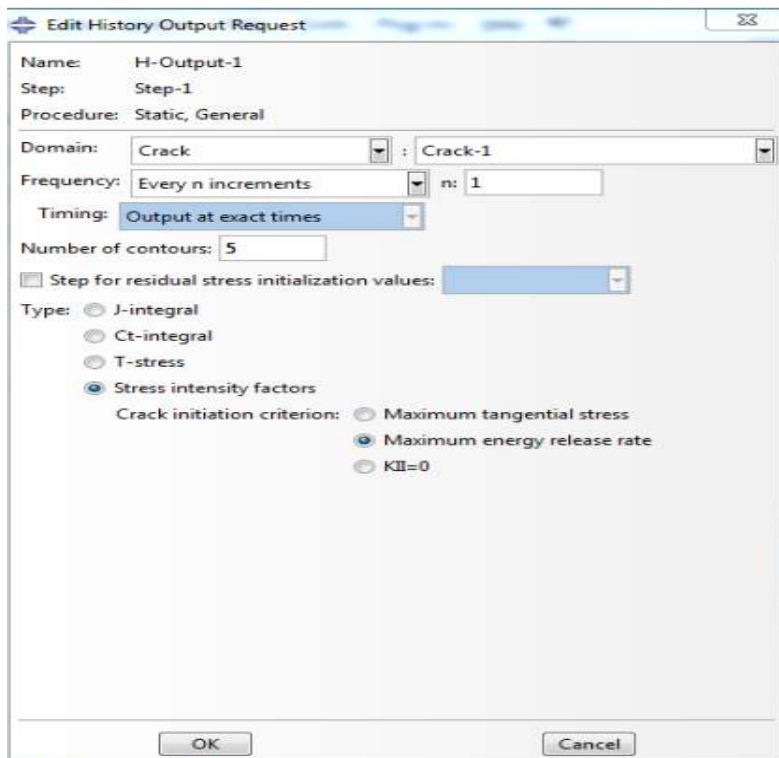 Edit History Output Request
Name: H-Output-1
Step: Step-1
Procedure: Static, General
Domain: Crack : Crack-1
Frequency: Every n increments n: 1
Timing: Output at exact times
Number of contours: 5
Step for residual stress initialization values:
Type: J-integral
Ct-integral
T-stress
Stress intensity factors
Crack initiation criterion: Maximum tangential stress
Maximum energy release rate
KII=0
OK Cancel